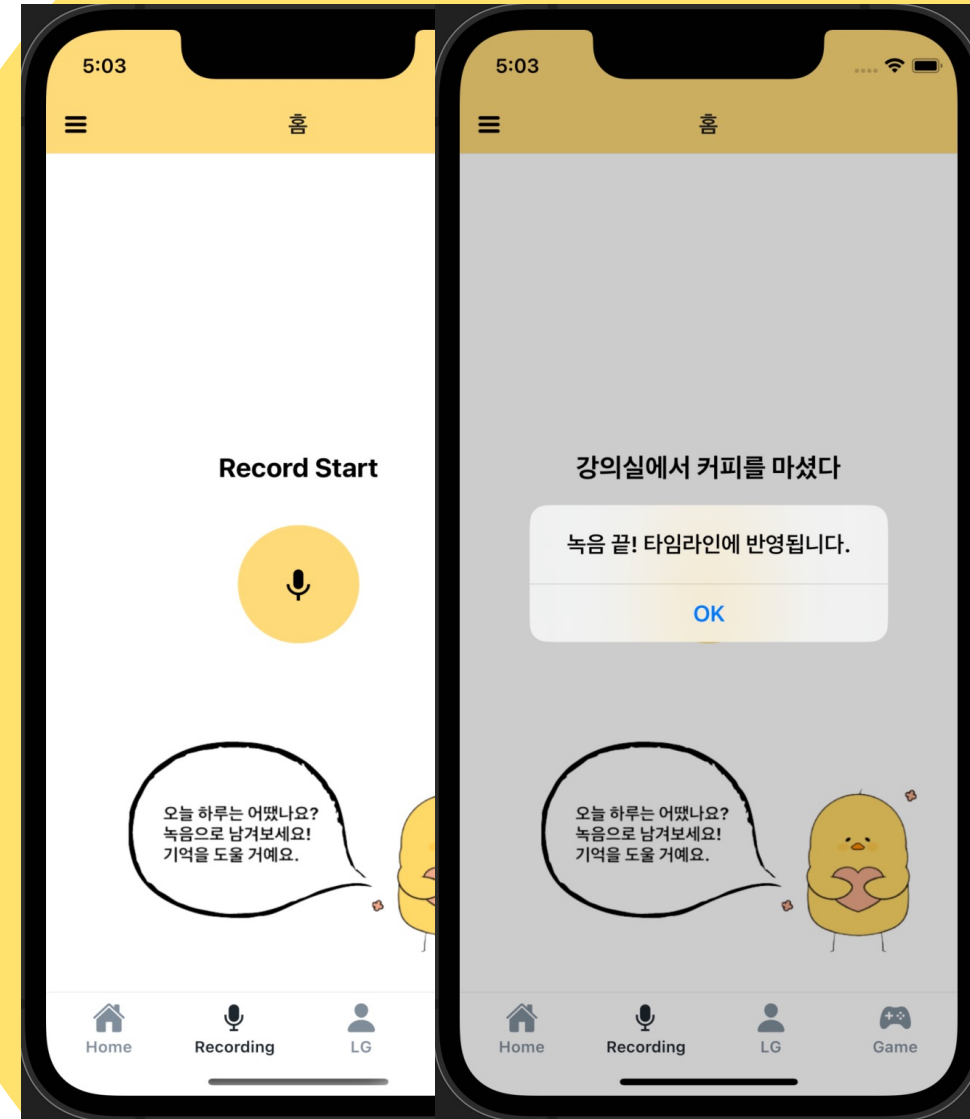 5:03
홈
Record Start
오늘 하루는 어땠나요?
녹음으로 남겨보세요!
기억을 도울 거예요.
Home
Recording
LG
5:03
홈
강의실에서 커피를 마셨다
녹음 끝! 타임라인에 반영됩니다.
OK
오늘 하루는 어땠나요?
녹음으로 남겨보세요!
기억을 도울 거예요.
Home
Recording
LG
Game